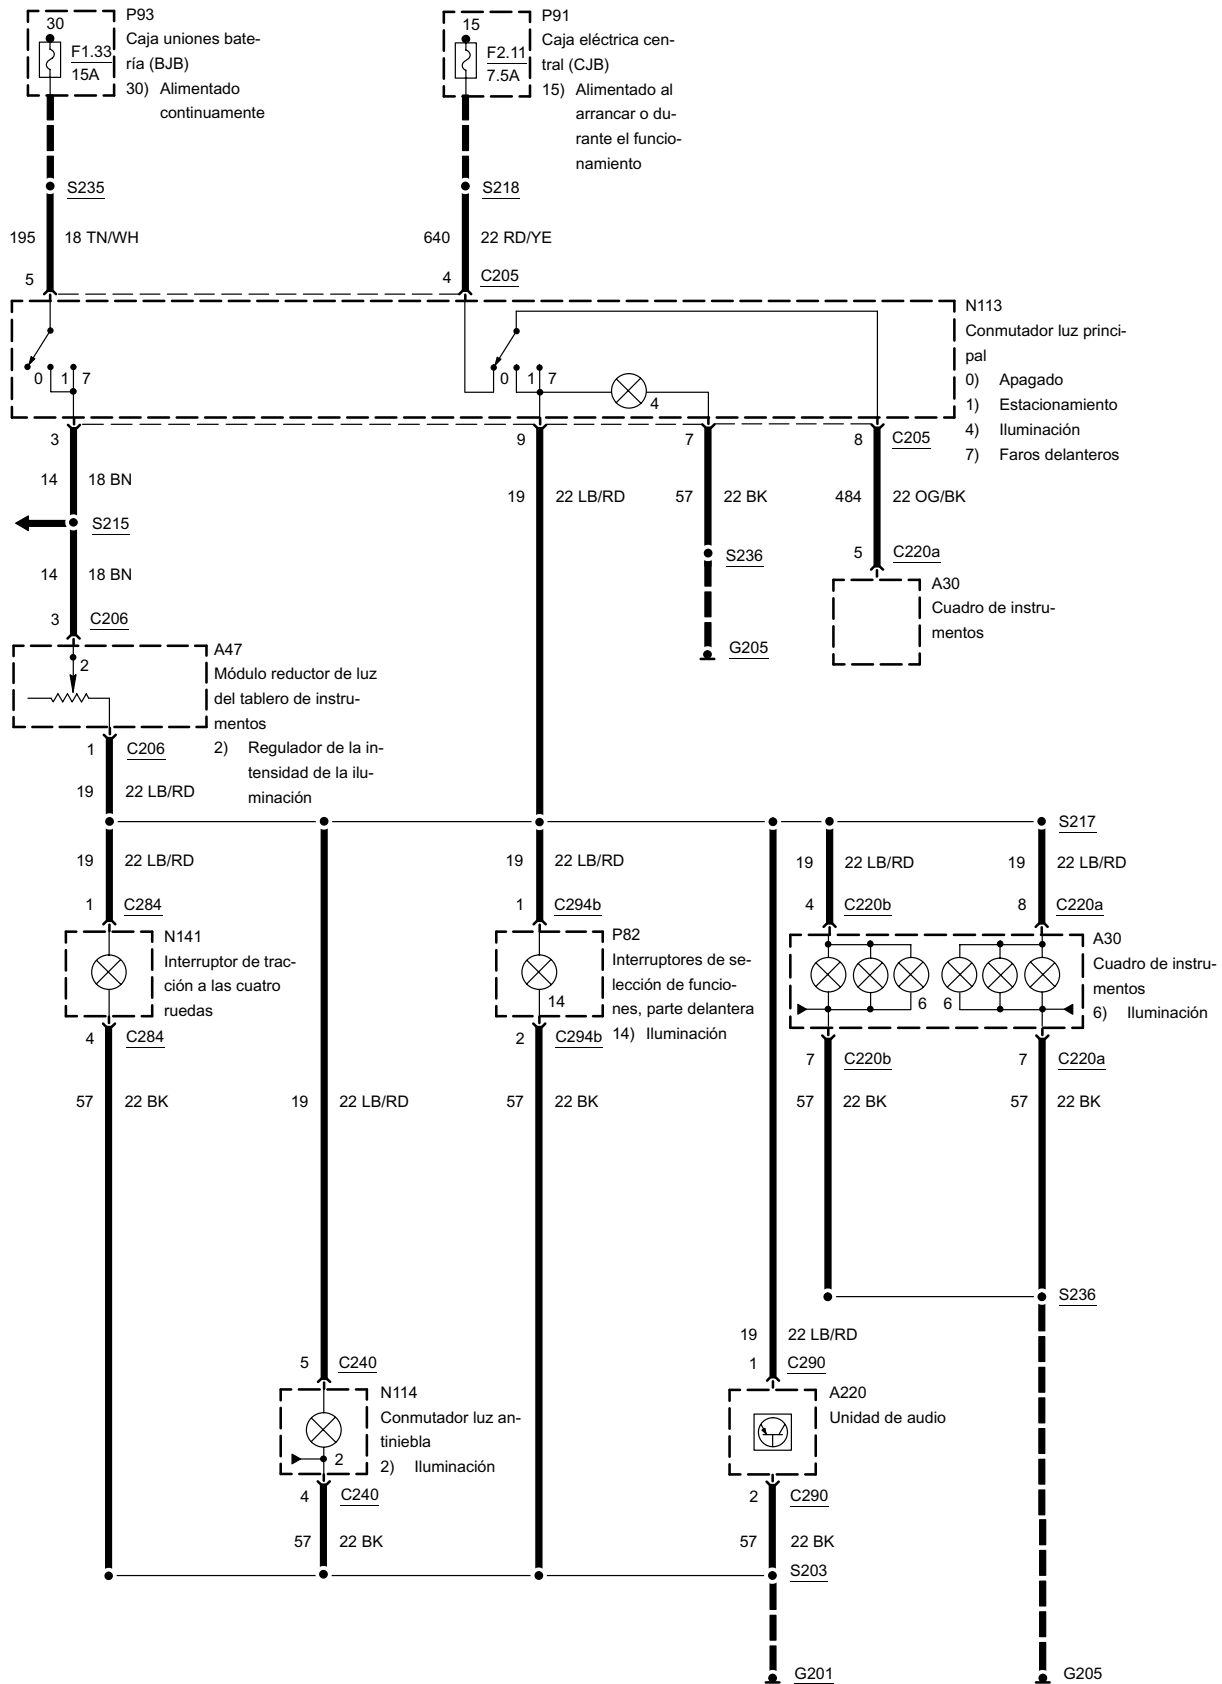 30
F1.33
15A
P93
Caja uniones bate-
ría (BJB)
30) Alimentado
continuamente
15
F2.11
7.5A
P91
Caja eléctrica cen-
tral (CJB)
15) Alimentado al
arrancar o du-
rante el funcio-
namiento
S235
S218
195 18 TN/WH
640 22 RD/YE
5
4 C205
0 1 7
0 1 7
4
N113
Conmutador luz princi-
pal
0) Apagado
1) Estacionamiento
4) Iluminación
7) Faros delanteros
3
9
7
8 C205
14 18 BN
19 22 LB/RD
57 22 BK
484 22 OG/BK
S215
S236
5 C220a
14 18 BN
A30
Cuadro de instru-
mentos
3 C206
G205
2
A47
Módulo reductor de luz
del tablero de instru-
mentos
2) Regulador de la in-
tensidad de la ilu-
minación
1 C206
19 22 LB/RD
S217
19 22 LB/RD
19 22 LB/RD
19 22 LB/RD
19 22 LB/RD
1 C284
1 C294b
4 C220b
8 C220a
N141
Interruptor de trac-
ción a las cuatro
ruedas
14
P82
Interruptores de se-
lección de funcio-
nes, parte delantera
14) Iluminación
6 6
A30
Cuadro de instru-
mentos
6) Iluminación
4 C284
2 C294b
7 C220b
7 C220a
57 22 BK
19 22 LB/RD
57 22 BK
57 22 BK
57 22 BK
S236
19 22 LB/RD
5 C240
1 C290
N114
Conmutador luz an-
tiniebla
2) Iluminación
2
A220
Unidad de audio
4 C240
2 C290
57 22 BK
57 22 BK
S203
G201
G205